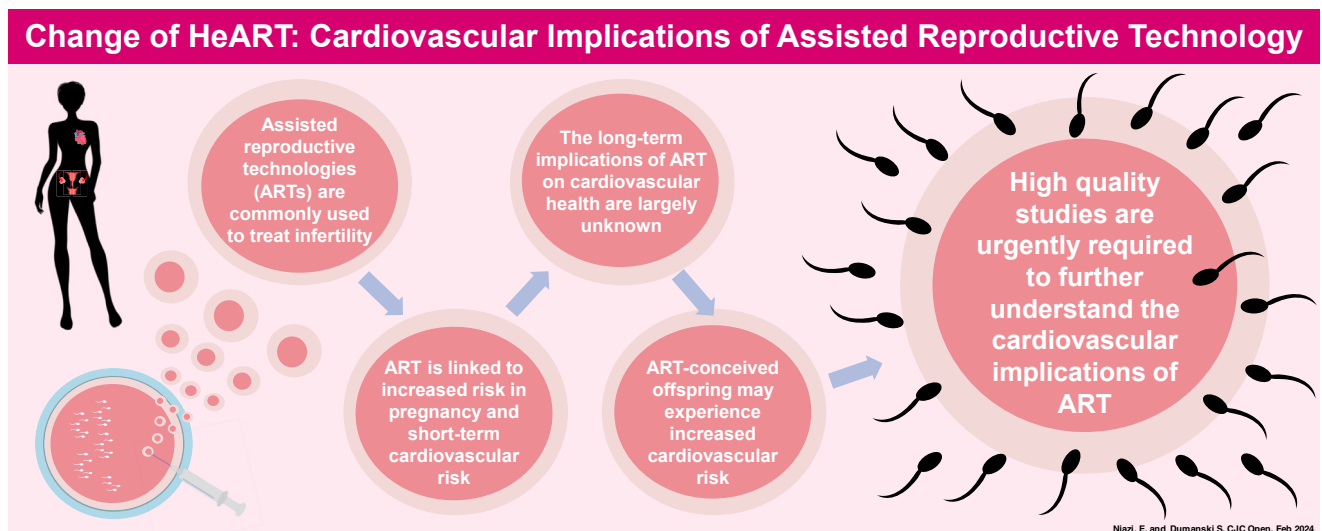 Change of HeART: Cardiovascular Implications of Assisted Reproductive Technology
Assisted
reproductive
technologies
(ARTs) are
commonly used
to treat infertility
ART is linked to
increased risk in
pregnancy and
short-term
cardiovascular
risk
The long-term
implications of ART
on cardiovascular
health are largely
unknown
ART-conceived
offspring may
experience
increased
cardiovascular
risk
High quality
studies are
urgently required
to further
understand the
cardiovascular
implications of
ART
Niazi, E. and Dumanski S. CJC Open. Feb 2024